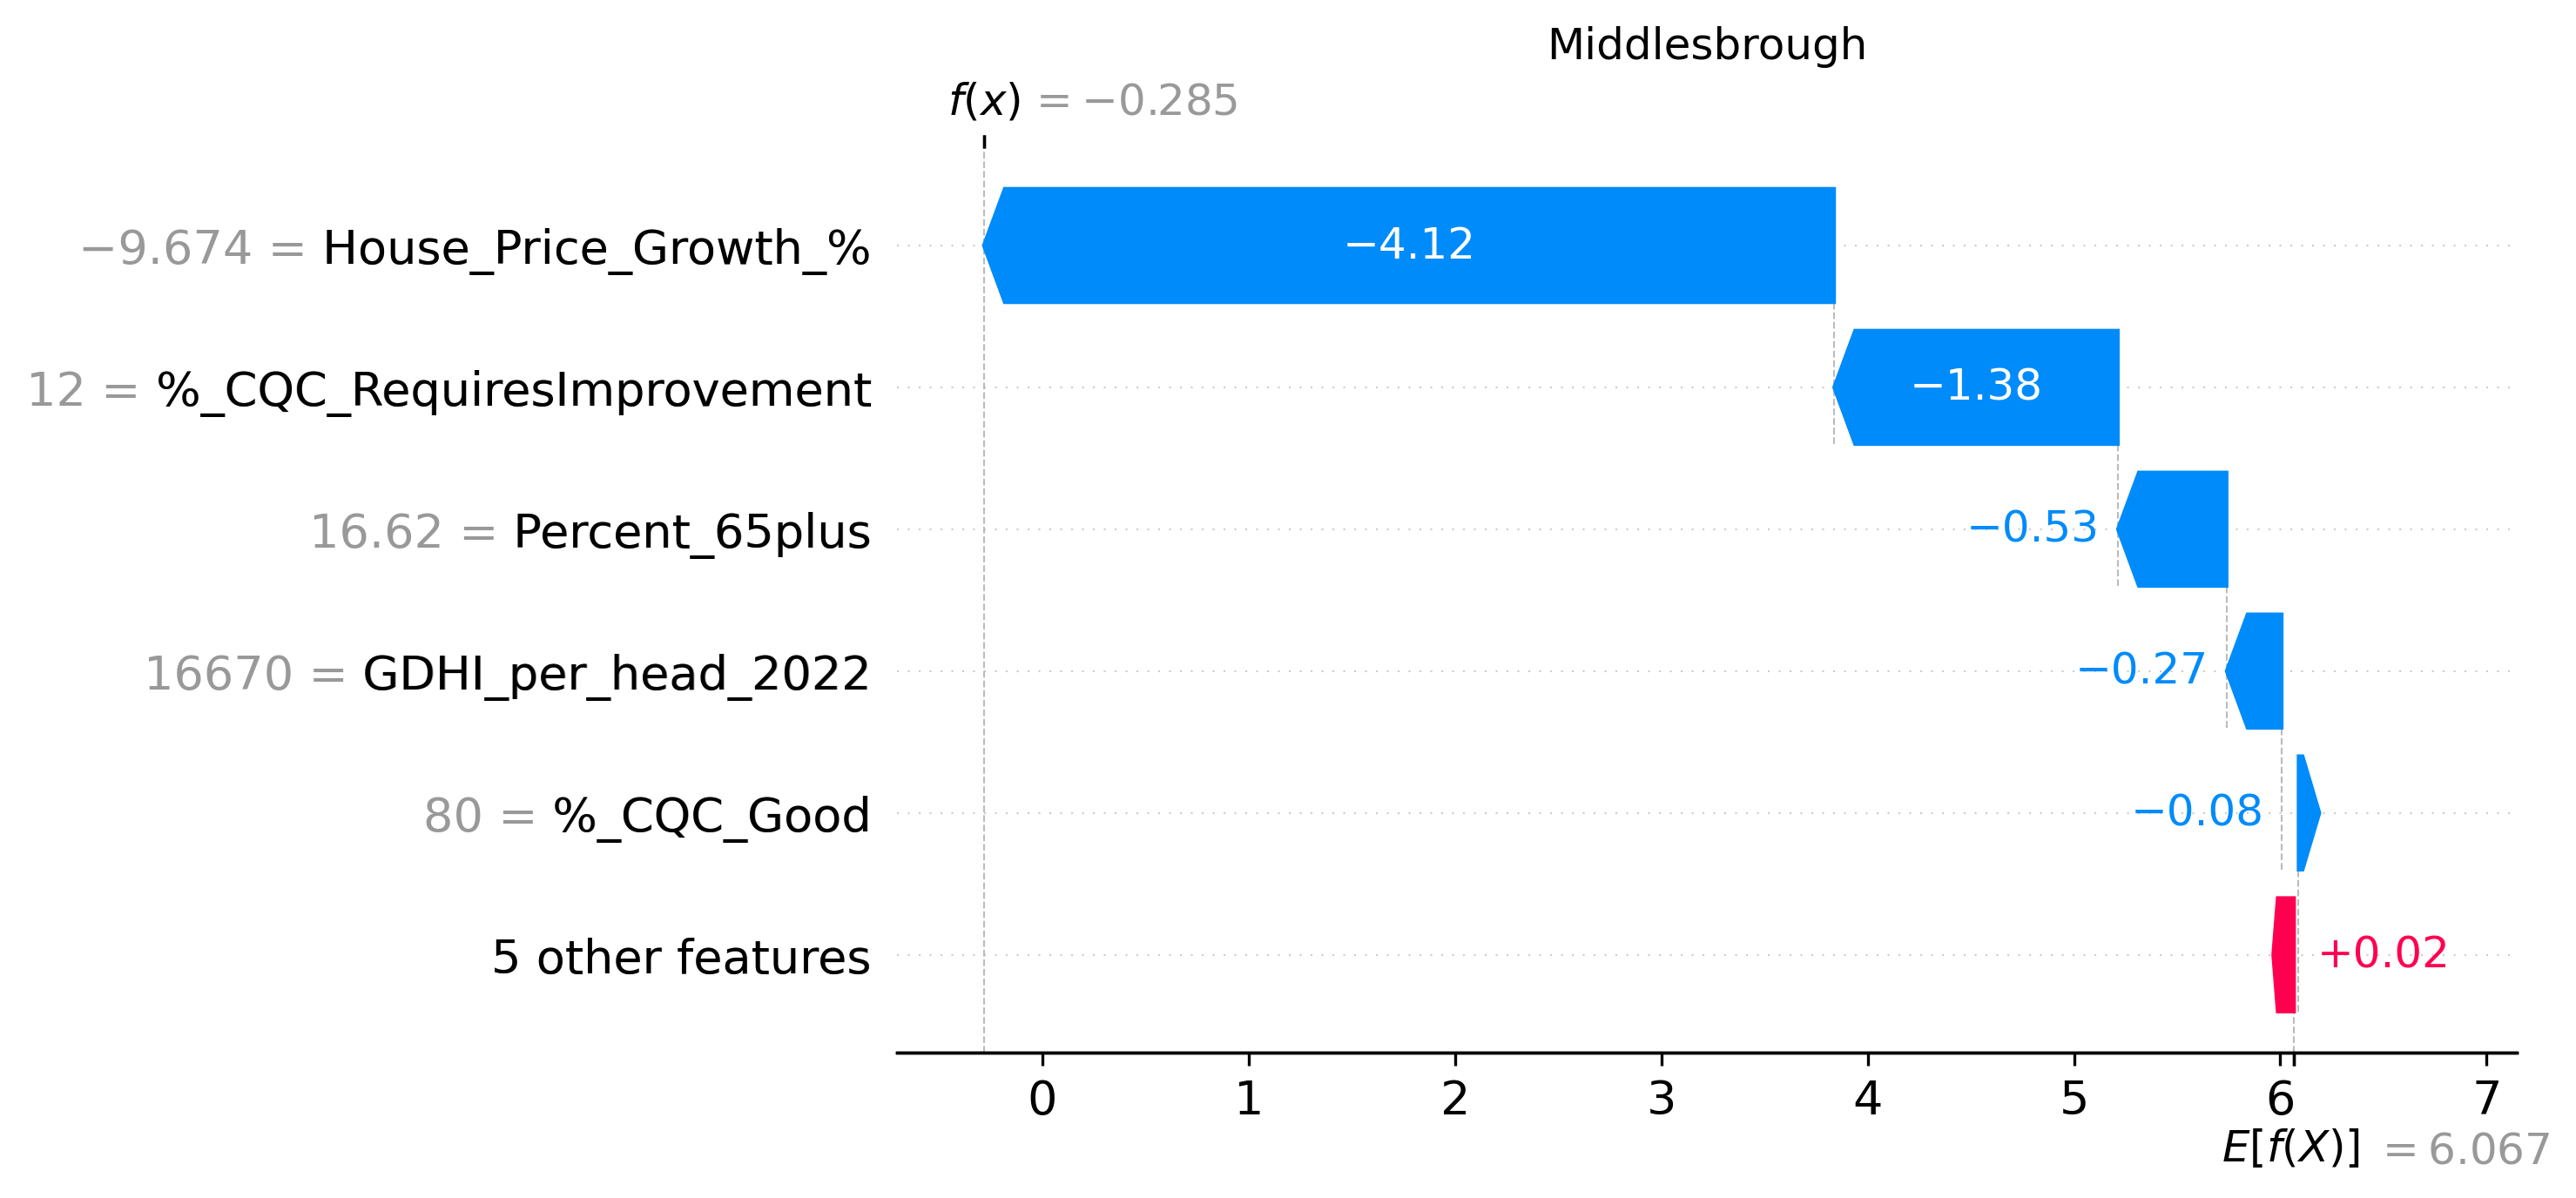 Middlesbrough
f(x) = −0.285
−9.674 = House_Price_Growth_% −4.12
12 = %_CQC_RequiresImprovement −1.38
16.62 = Percent_65plus −0.53
16670 = GDHI_per_head_2022 −0.27
80 = %_CQC_Good −0.08
5 other features +0.02
0 1 2 3 4 5 6 7
E[f(X)] = 6.067